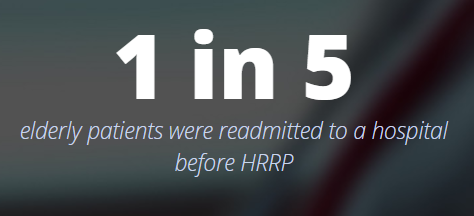 1 in 5
elderly patients were readmitted to a hospital
before HRRP